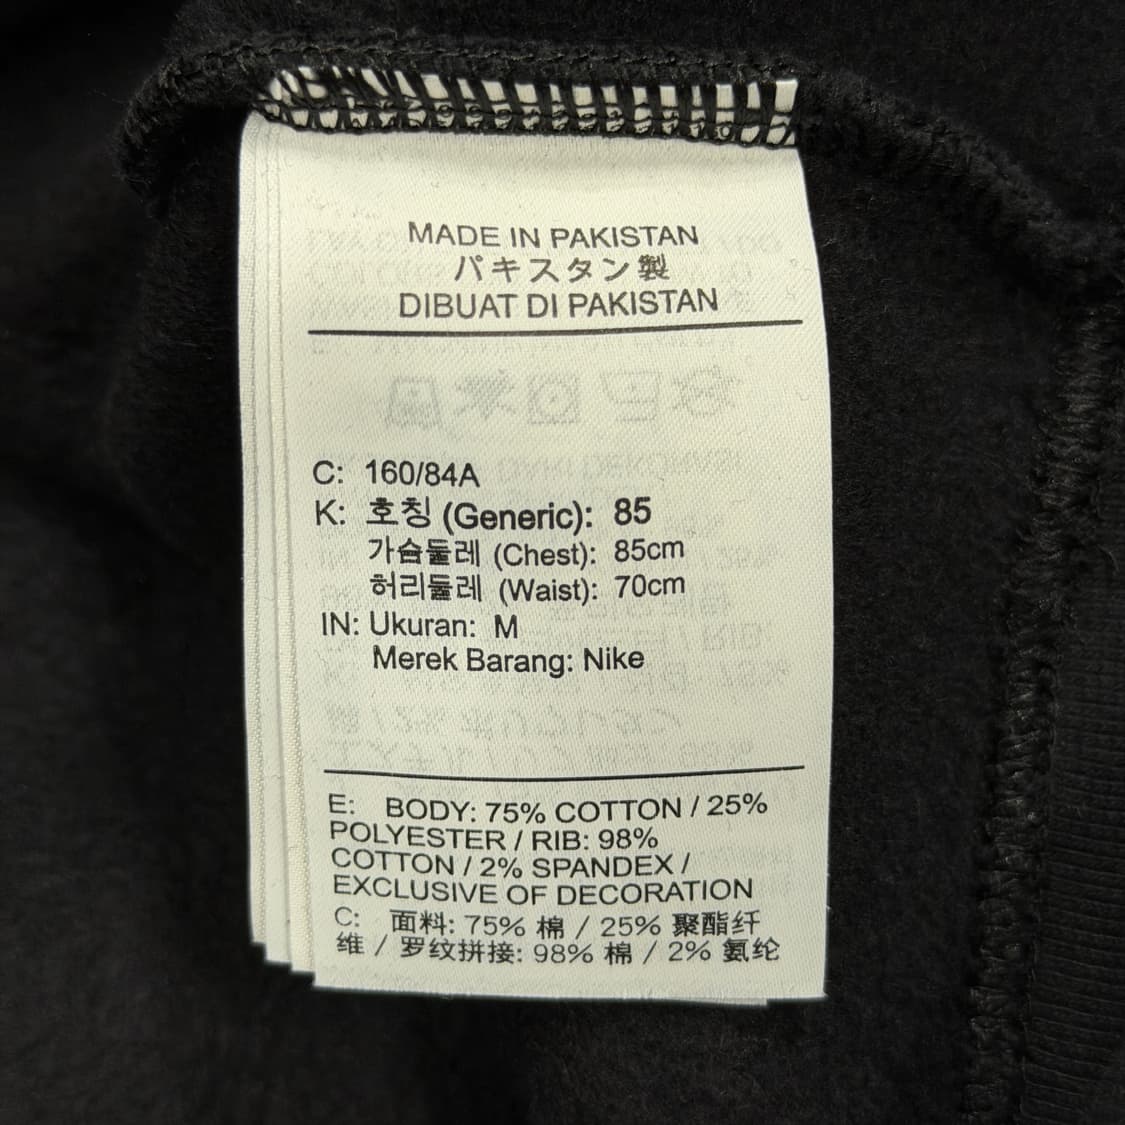 MADE IN PAKISTAN
パキスタン製
DIBUAT DI PAKISTAN
C: 160/84A
K: 호칭 (Generic): 85
가슴둘레 (Chest): 85cm
허리둘레 (Waist): 70cm
IN: Ukuran: M
Merek Barang: Nike
E: BODY: 75% COTTON / 25%
POLYESTER / RIB: 98%
COTTON / 2% SPANDEX /
EXCLUSIVE OF DECORATION
C: 面料: 75% 棉 / 25% 聚酯纤
维 / 罗纹拼接: 98% 棉 / 2% 氨纶